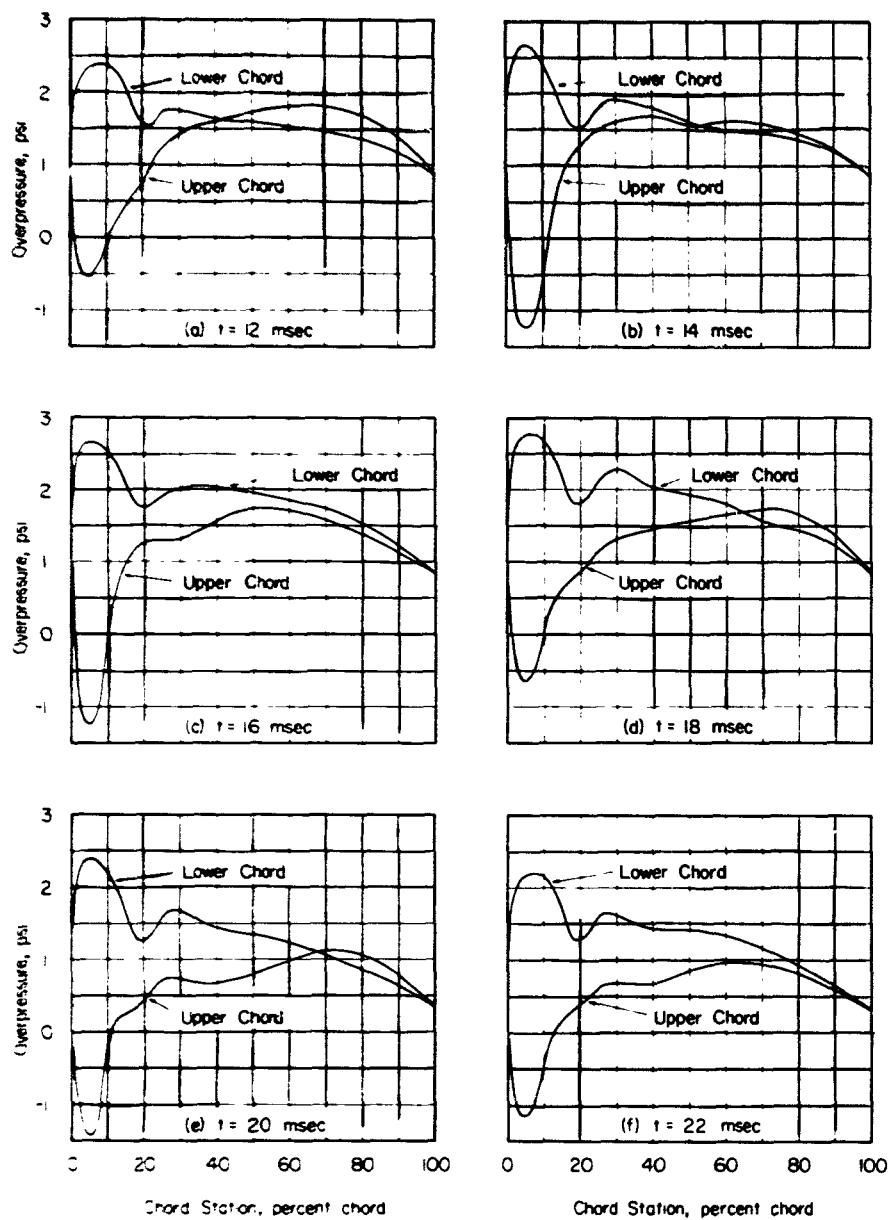 3
2
1
0
-1
Overpressure, psi
Lower Chord
Upper Chord
(a) t = 12 msec
Lower Chord
Upper Chord
(b) t = 14 msec
3
2
1
0
-1
Overpressure, psi
Lower Chord
Upper Chord
(c) t = 16 msec
Lower Chord
Upper Chord
(d) t = 18 msec
3
2
1
0
-1
Overpressure, psi
Lower Chord
Upper Chord
(e) t = 20 msec
Lower Chord
Upper Chord
(f) t = 22 msec
0 20 40 60 80 100
0 20 40 60 80 100
Chord Station, percent chord
Chord Station, percent chord